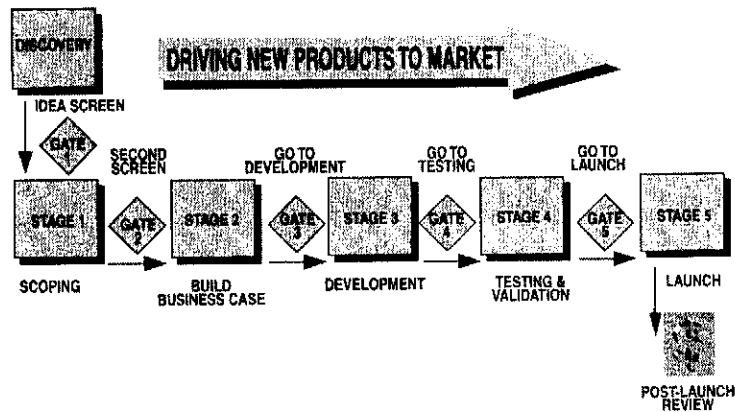 DISCOVERY
DRIVING NEW PRODUCTS TO MARKET
IDEA SCREEN
GATE
1
SECOND
SCREEN
GO TO
DEVELOPMENT
GO TO
TESTING
GO TO
LAUNCH
STAGE 1
GATE
2
STAGE 2
GATE
3
STAGE 3
GATE
4
STAGE 4
GATE
5
STAGE 5
SCOPING
BUILD
BUSINESS CASE
DEVELOPMENT
TESTING &
VALIDATION
LAUNCH
POST-LAUNCH
REVIEW